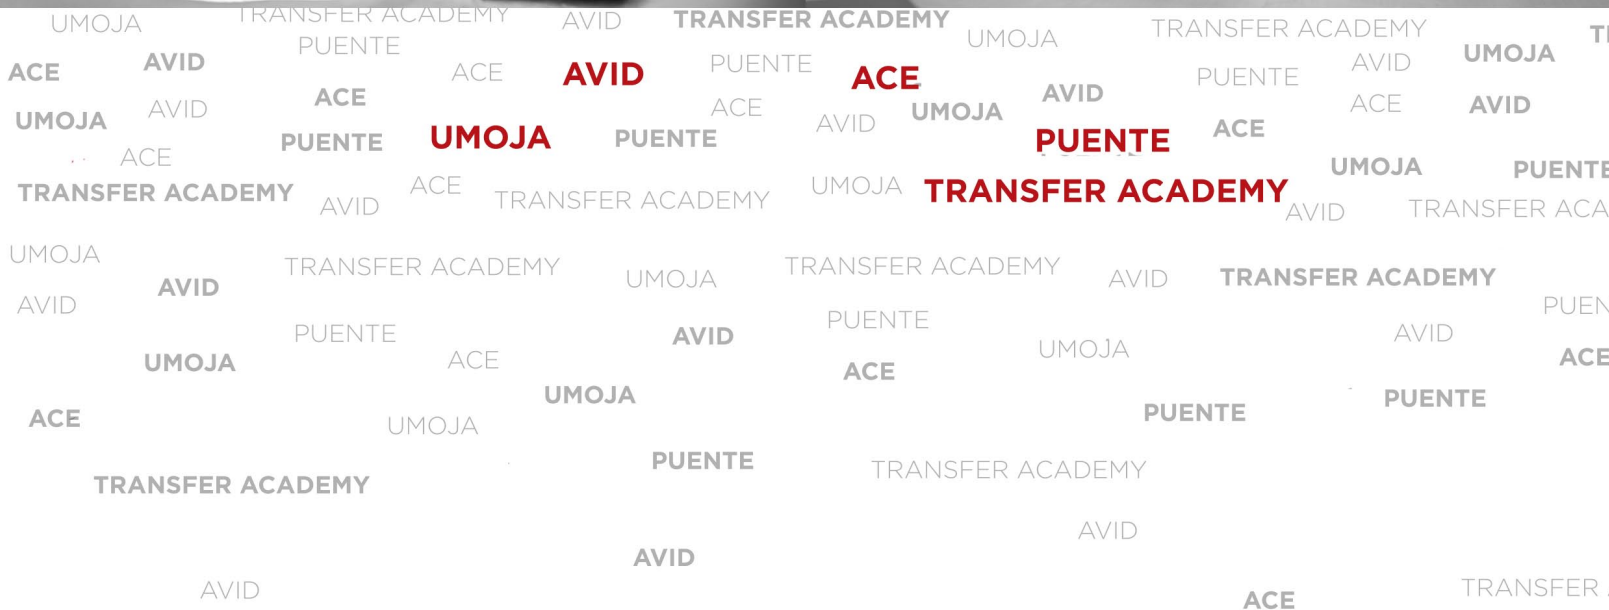 UMOJA TRANSFER ACADEMY AVID TRANSFER ACADEMY UMOJA TRANSFER ACADEMY
PUENTE
ACE AVID ACE AVID PUENTE ACE PUENTE AVID UMOJA
UMOJA AVID ACE ACE AVID UMOJA AVID ACE AVID
ACE PUENTE UMOJA PUENTE PUENTE ACE
UMOJA PUENTE
TRANSFER ACADEMY AVID ACE TRANSFER ACADEMY UMOJA TRANSFER ACADEMY AVID TRANSFER ACA
UMOJA TRANSFER ACADEMY UMOJA TRANSFER ACADEMY AVID TRANSFER ACADEMY
AVID AVID PUEN
PUENTE AVID PUENTE UMOJA AVID
UMOJA ACE ACE ACE
UMOJA PUENTE PUENTE
ACE UMOJA
TRANSFER ACADEMY PUENTE TRANSFER ACADEMY
AVID
AVID
AVID ACE TRANSFER